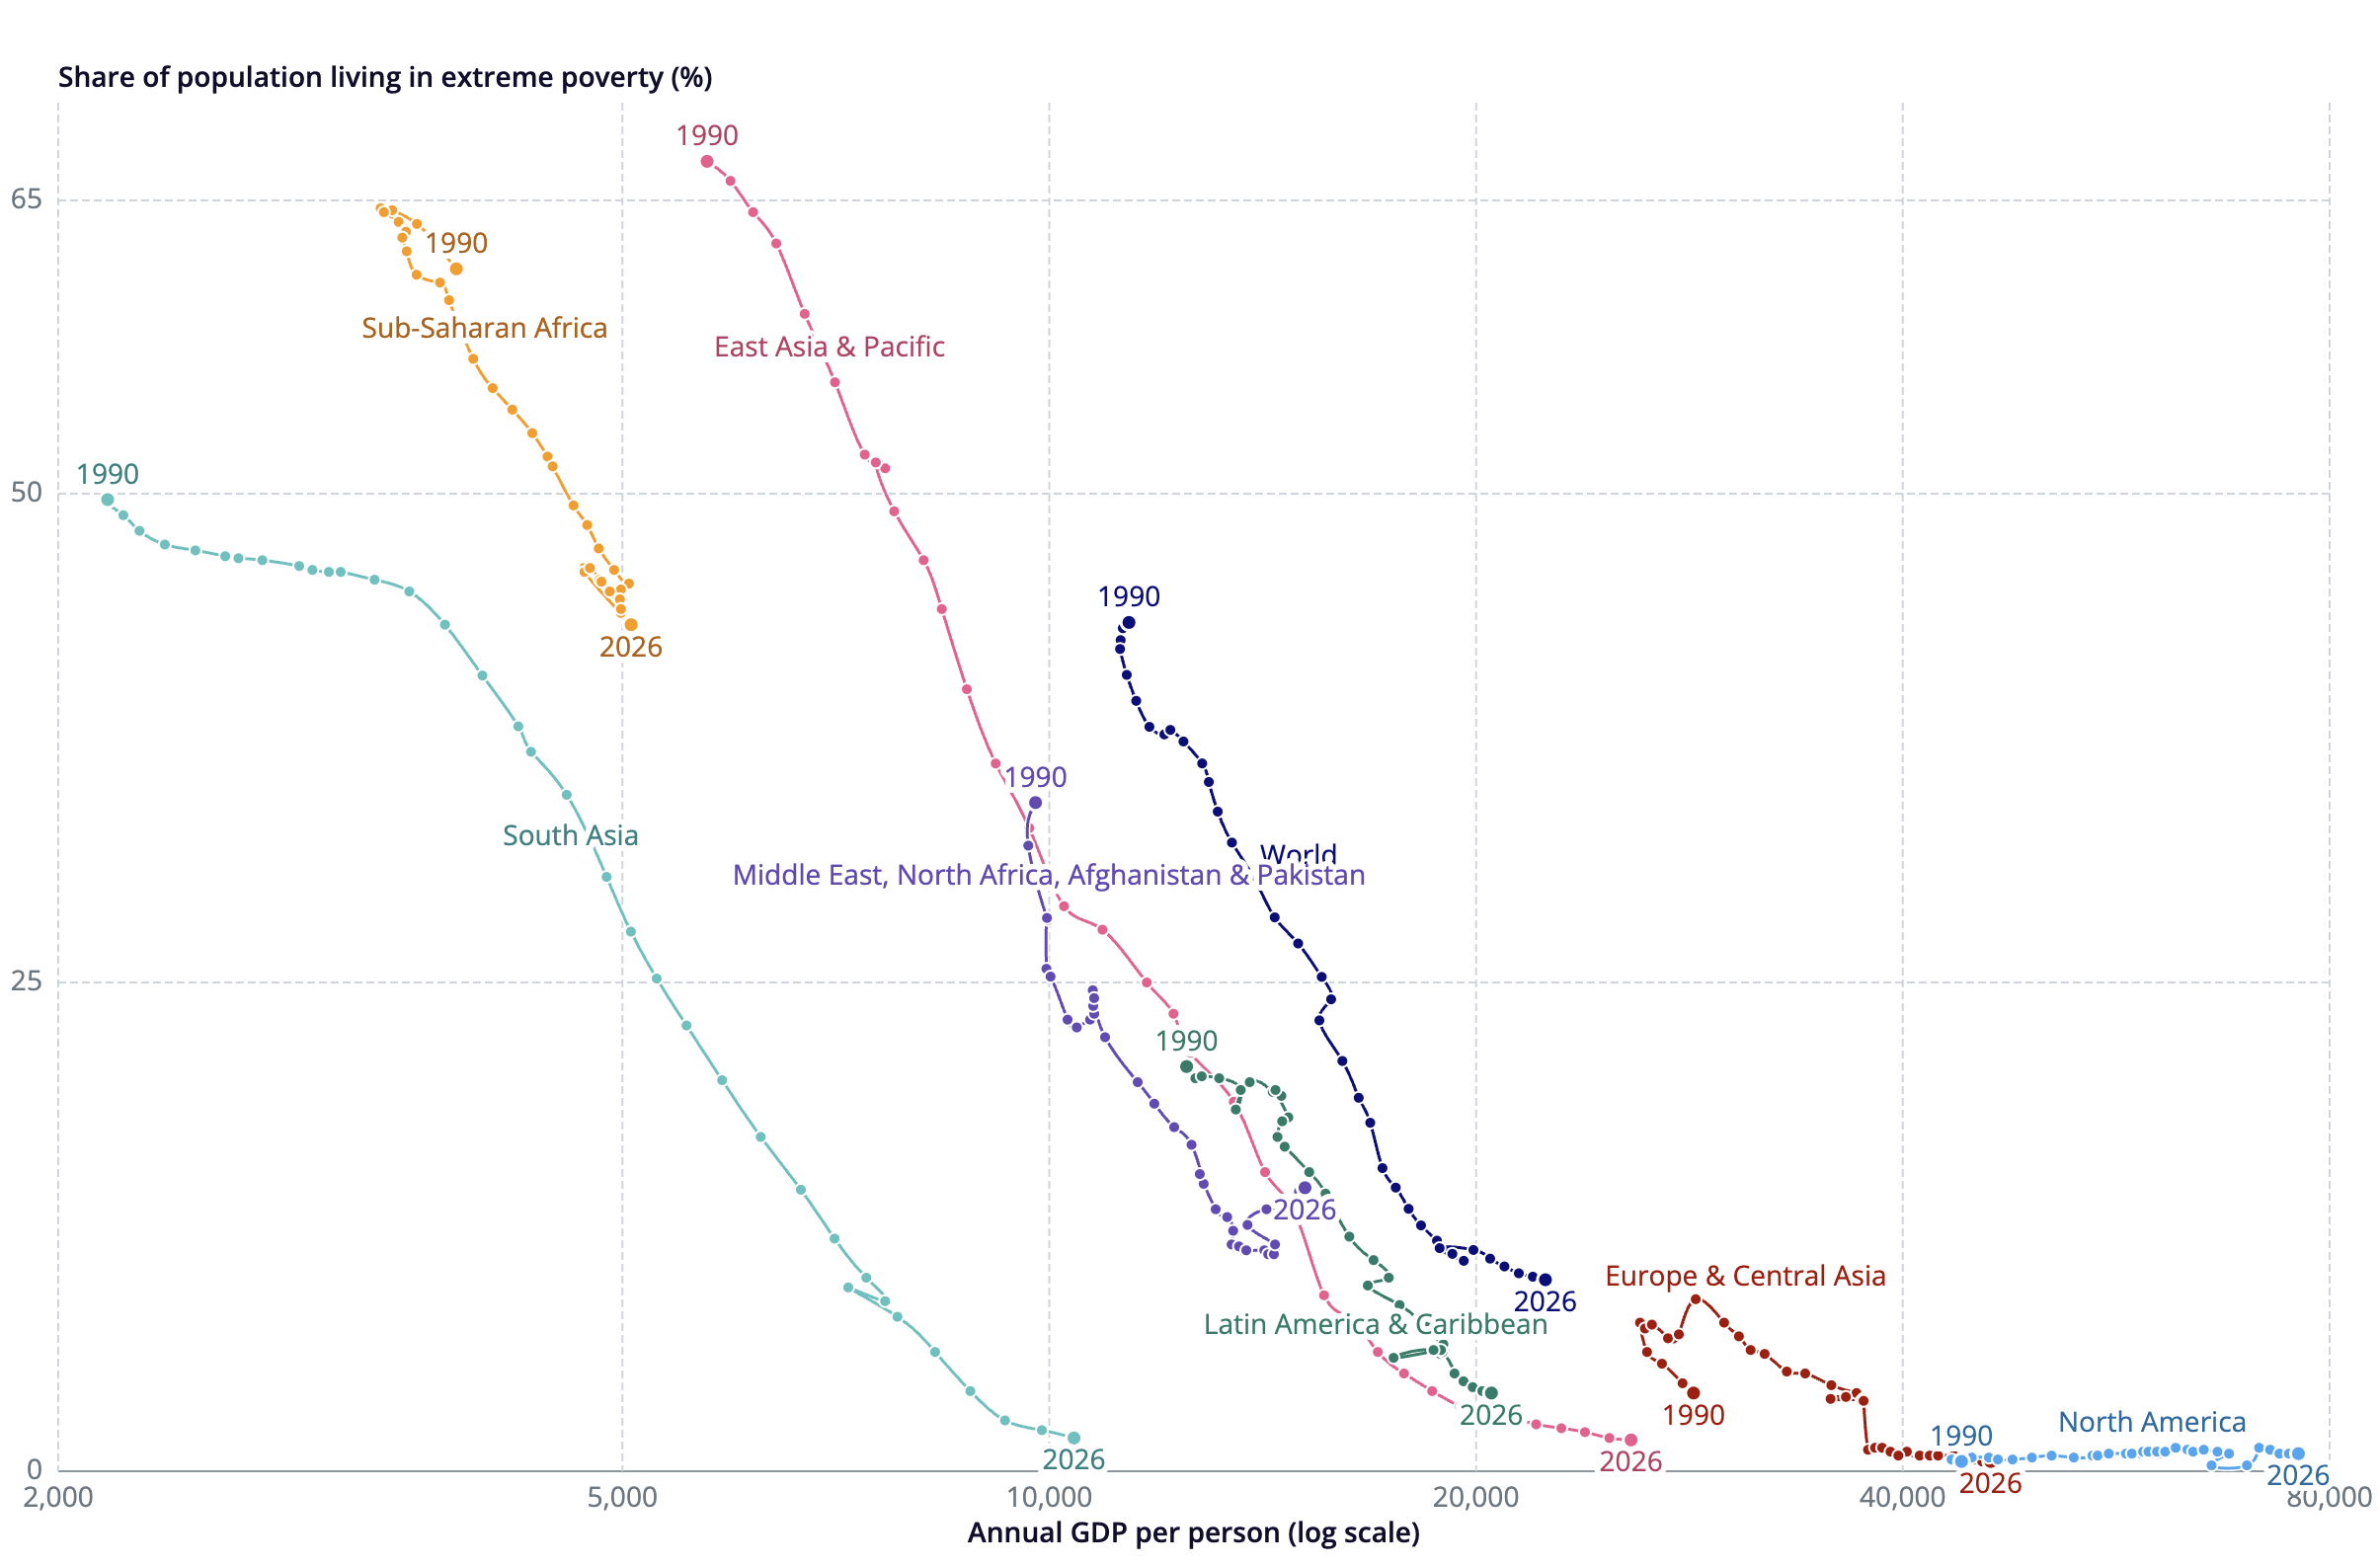 Share of population living in extreme poverty (%)
1990
65
1990
Sub-Saharan Africa
East Asia & Pacific
1990
50
1990
2026
1990
South Asia
World
Middle East, North Africa, Afghanistan & Pakistan
25
1990
2026
Europe & Central Asia
2026
Latin America & Caribbean
2026
1990
North America
1990
2026
2026
2026
2026
0
2,000
5,000
10,000
20,000
40,000
80,000
Annual GDP per person (log scale)